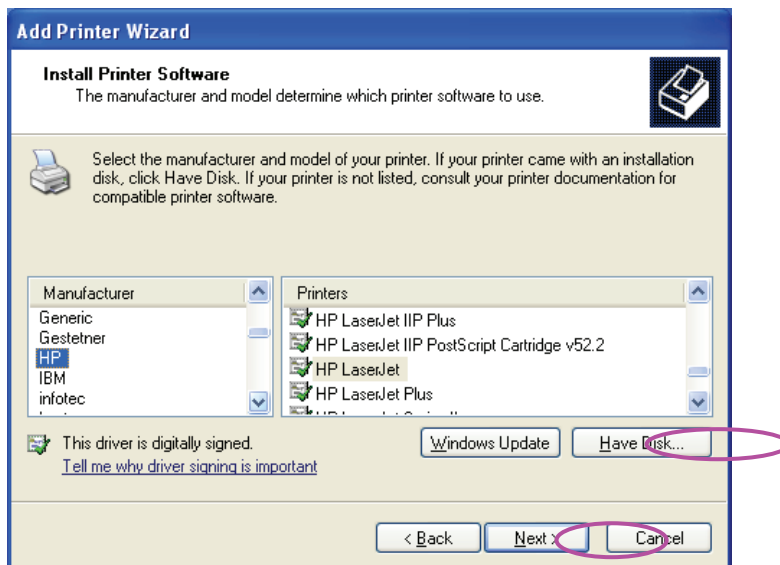 Add Printer Wizard
Install Printer Software
The manufacturer and model determine which printer software to use.
Select the manufacturer and model of your printer. If your printer came with an installation
disk, click Have Disk. If your printer is not listed, consult your printer documentation for
compatible printer software.
Manufacturer
Generic
Gestetner
HP
IBM
infotec
Printers
HP LaserJet IIP Plus
HP LaserJet IIP PostScript Cartridge v52.2
HP LaserJet
HP LaserJet Plus
This driver is digitally signed.
Tell me why driver signing is important
Windows Update
Have Disk...
< Back
Next >
Cancel